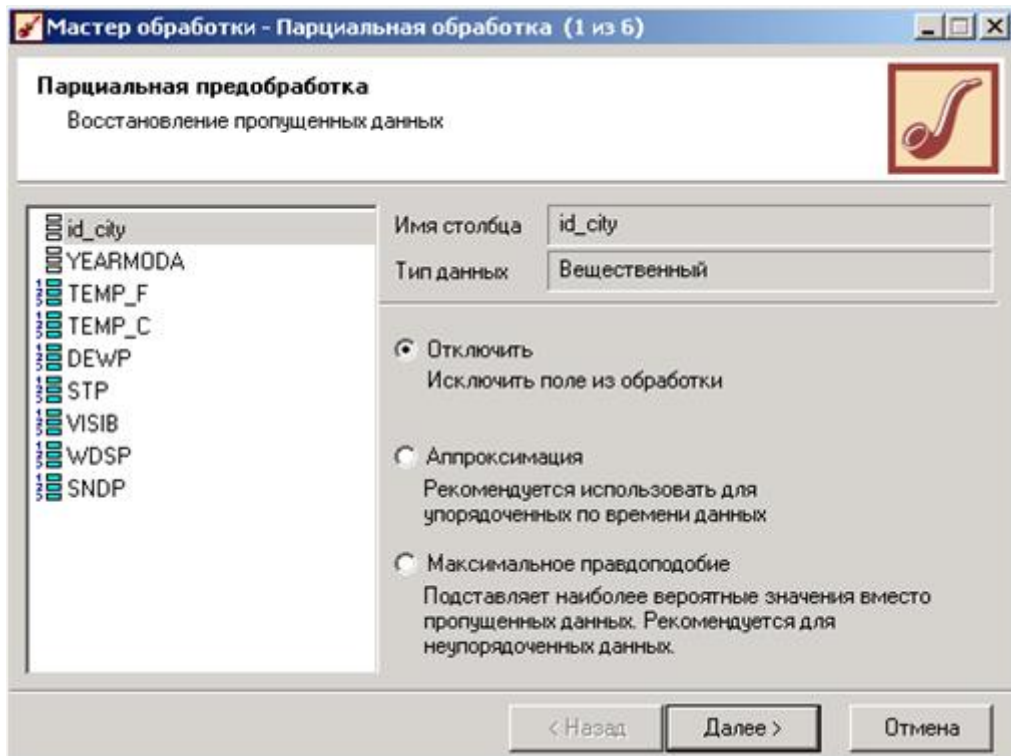 Мастер обработки - Парциальная обработка (1 из 6)
Парциальная предобработка
Восстановление пропущенных данных
id_city
YEARMODA
TEMP_F
TEMP_C
DEWP
STP
VISIB
WDSP
SNDP
Имя столбца id_city
Тип данных Вещественный
Отключить
Исключить поле из обработки
Аппроксимация
Рекомендуется использовать для
упорядоченных по времени данных
Максимальное правдоподобие
Подставляет наиболее вероятные значения вместо
пропущенных данных. Рекомендуется для
неупорядоченных данных.
< Назад Далее > Отмена